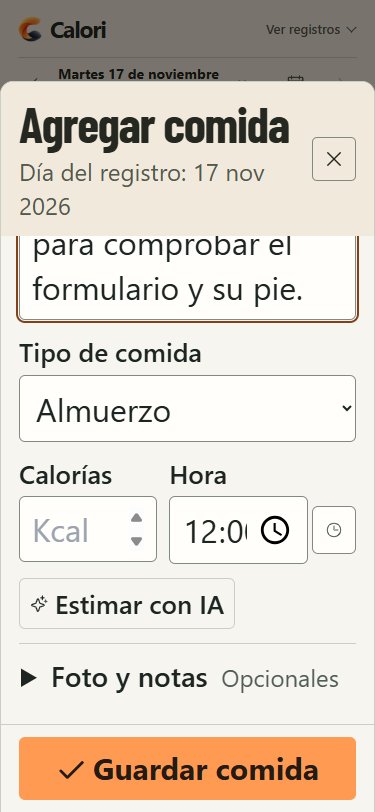 Calori
Ver registros
Martes 17 de noviembre
Agregar comida
Día del registro: 17 nov
2026
para comprobar el
formulario y su pie.
Tipo de comida
Almuerzo
Calorías
Hora
Kcal
12:00
Estimar con IA
Foto y notas Opcionales
Guardar comida